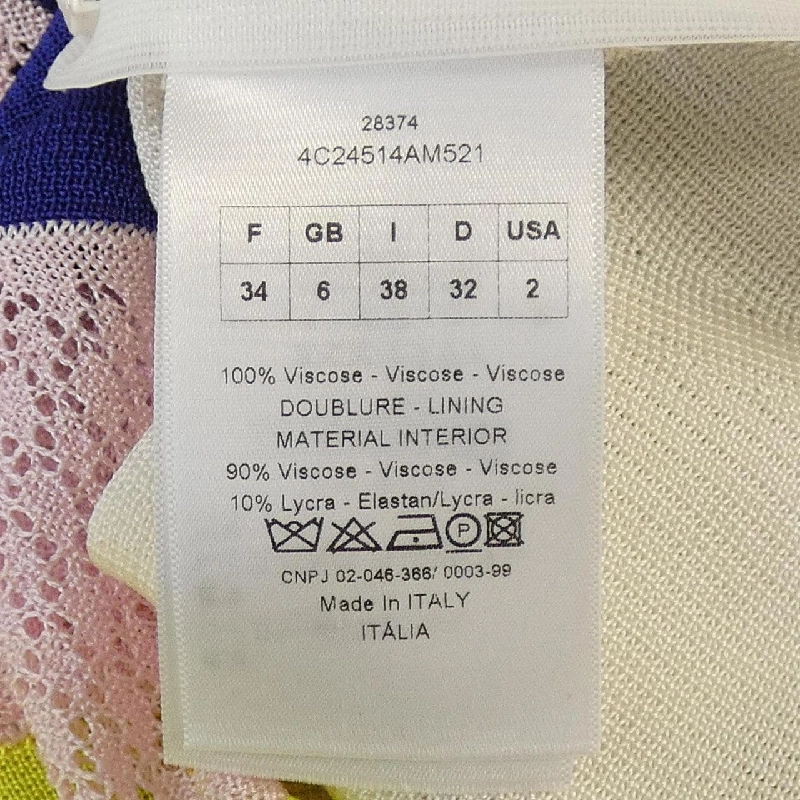 28374
4C24514AM521
F GB I D USA
34 6 38 32 2
100% Viscose - Viscose - Viscose
DOUBLURE - LINING
MATERIAL INTERIOR
90% Viscose - Viscose - Viscose
10% Lycra - Elastan/Lycra - licra
P
CNPJ 02-046-366/ 0003-99
Made In ITALY
ITÁLIA